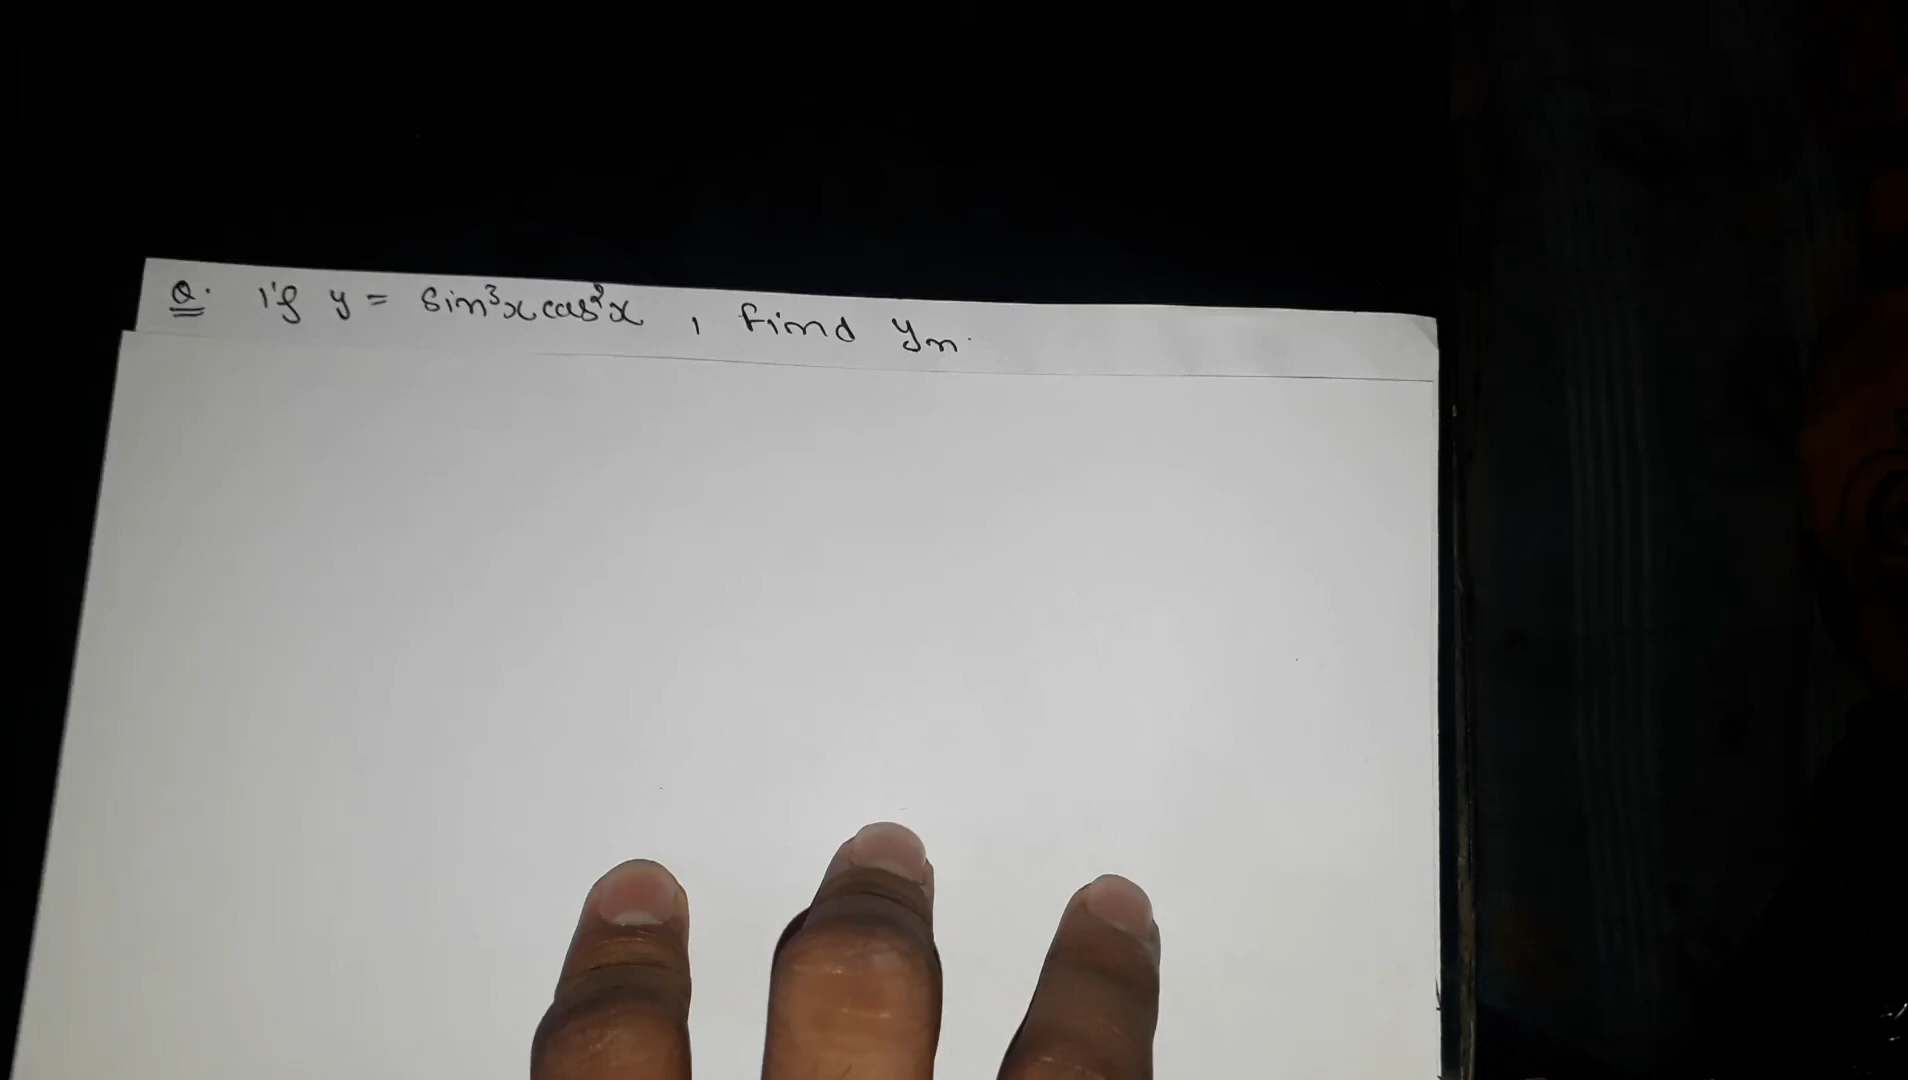 Q. If y = sin³x cos²x , find yn.